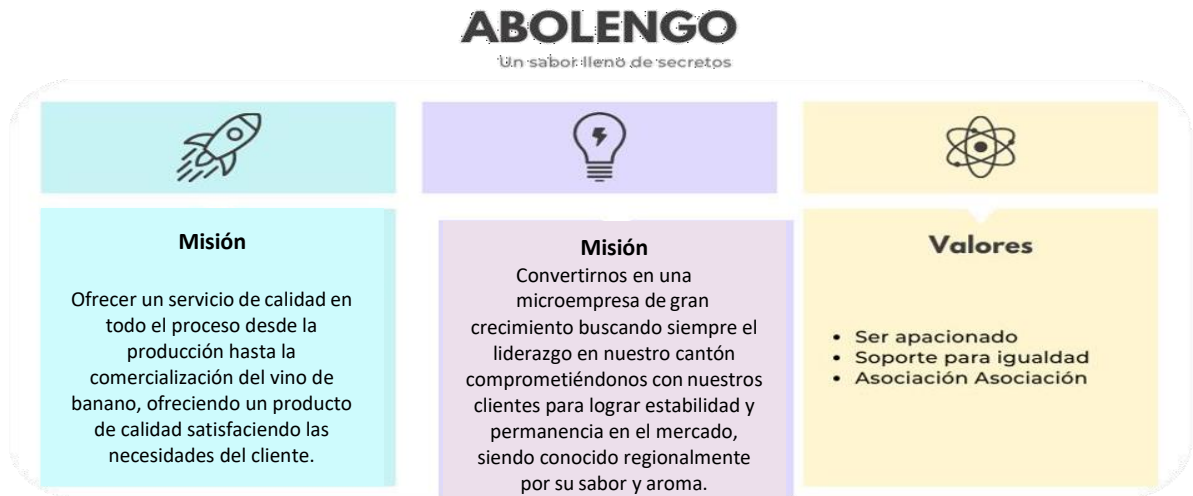 ABOLENGO
Un sabor lleno de secretos
Misión
Ofrecer un servicio de calidad en
todo el proceso desde la
producción hasta la
comercialización del vino de
banano, ofreciendo un producto
de calidad satisfaciendo las
necesidades del cliente.
Misión
Convertirnos en una
microempresa de gran
crecimiento buscando siempre el
liderazgo en nuestro cantón
comprometiéndonos con nuestros
clientes para lograr estabilidad y
permanencia en el mercado,
siendo conocido regionalmente
por su sabor y aroma.
Valores
• Ser apacionado
• Soporte para igualdad
• Asociación Asociación